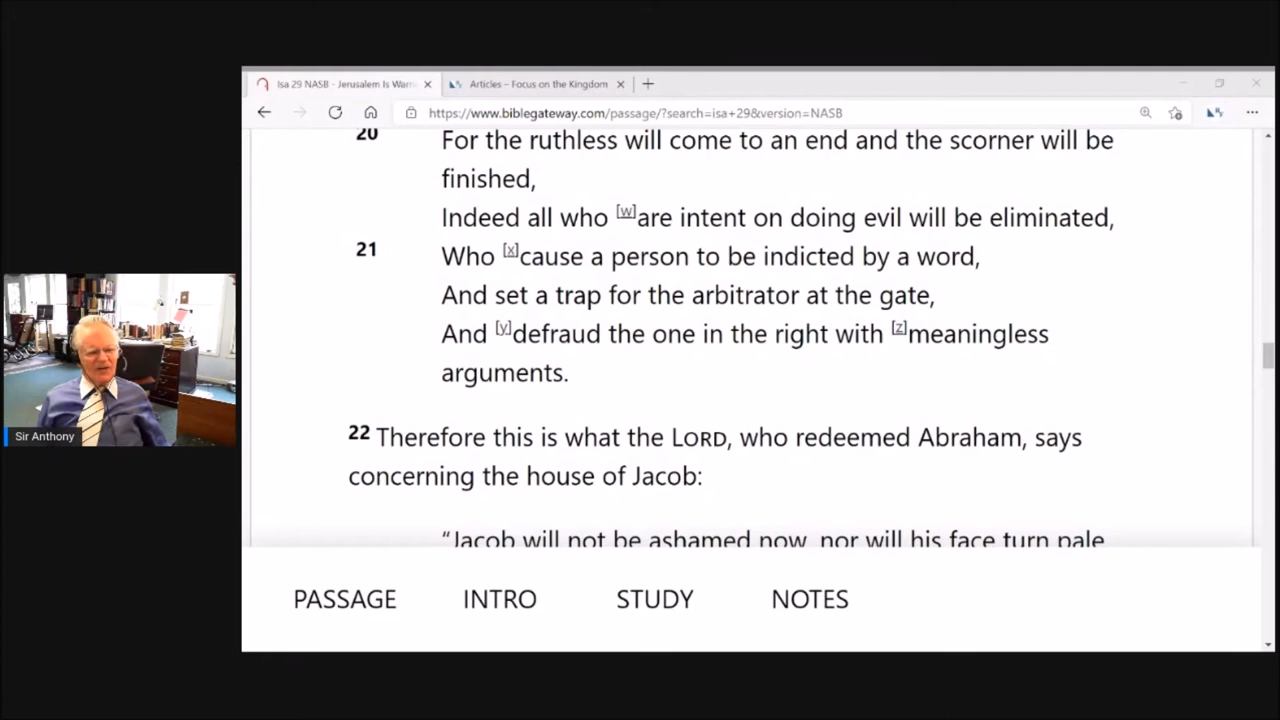 Isa 29 NASB - Jerusalem Is Warn
Articles – Focus on the Kingdom
https://www.biblegateway.com/passage/?search=isa+29&version=NASB
20 For the ruthless will come to an end and the scorner will be
finished,
Indeed all who [w]are intent on doing evil will be eliminated,
21 Who [x]cause a person to be indicted by a word,
And set a trap for the arbitrator at the gate,
And [y]defraud the one in the right with [z]meaningless
arguments.
22 Therefore this is what the LORD, who redeemed Abraham, says
concerning the house of Jacob:
“Jacob will not be ashamed now, nor will his face turn pale
PASSAGE INTRO STUDY NOTES
Sir Anthony